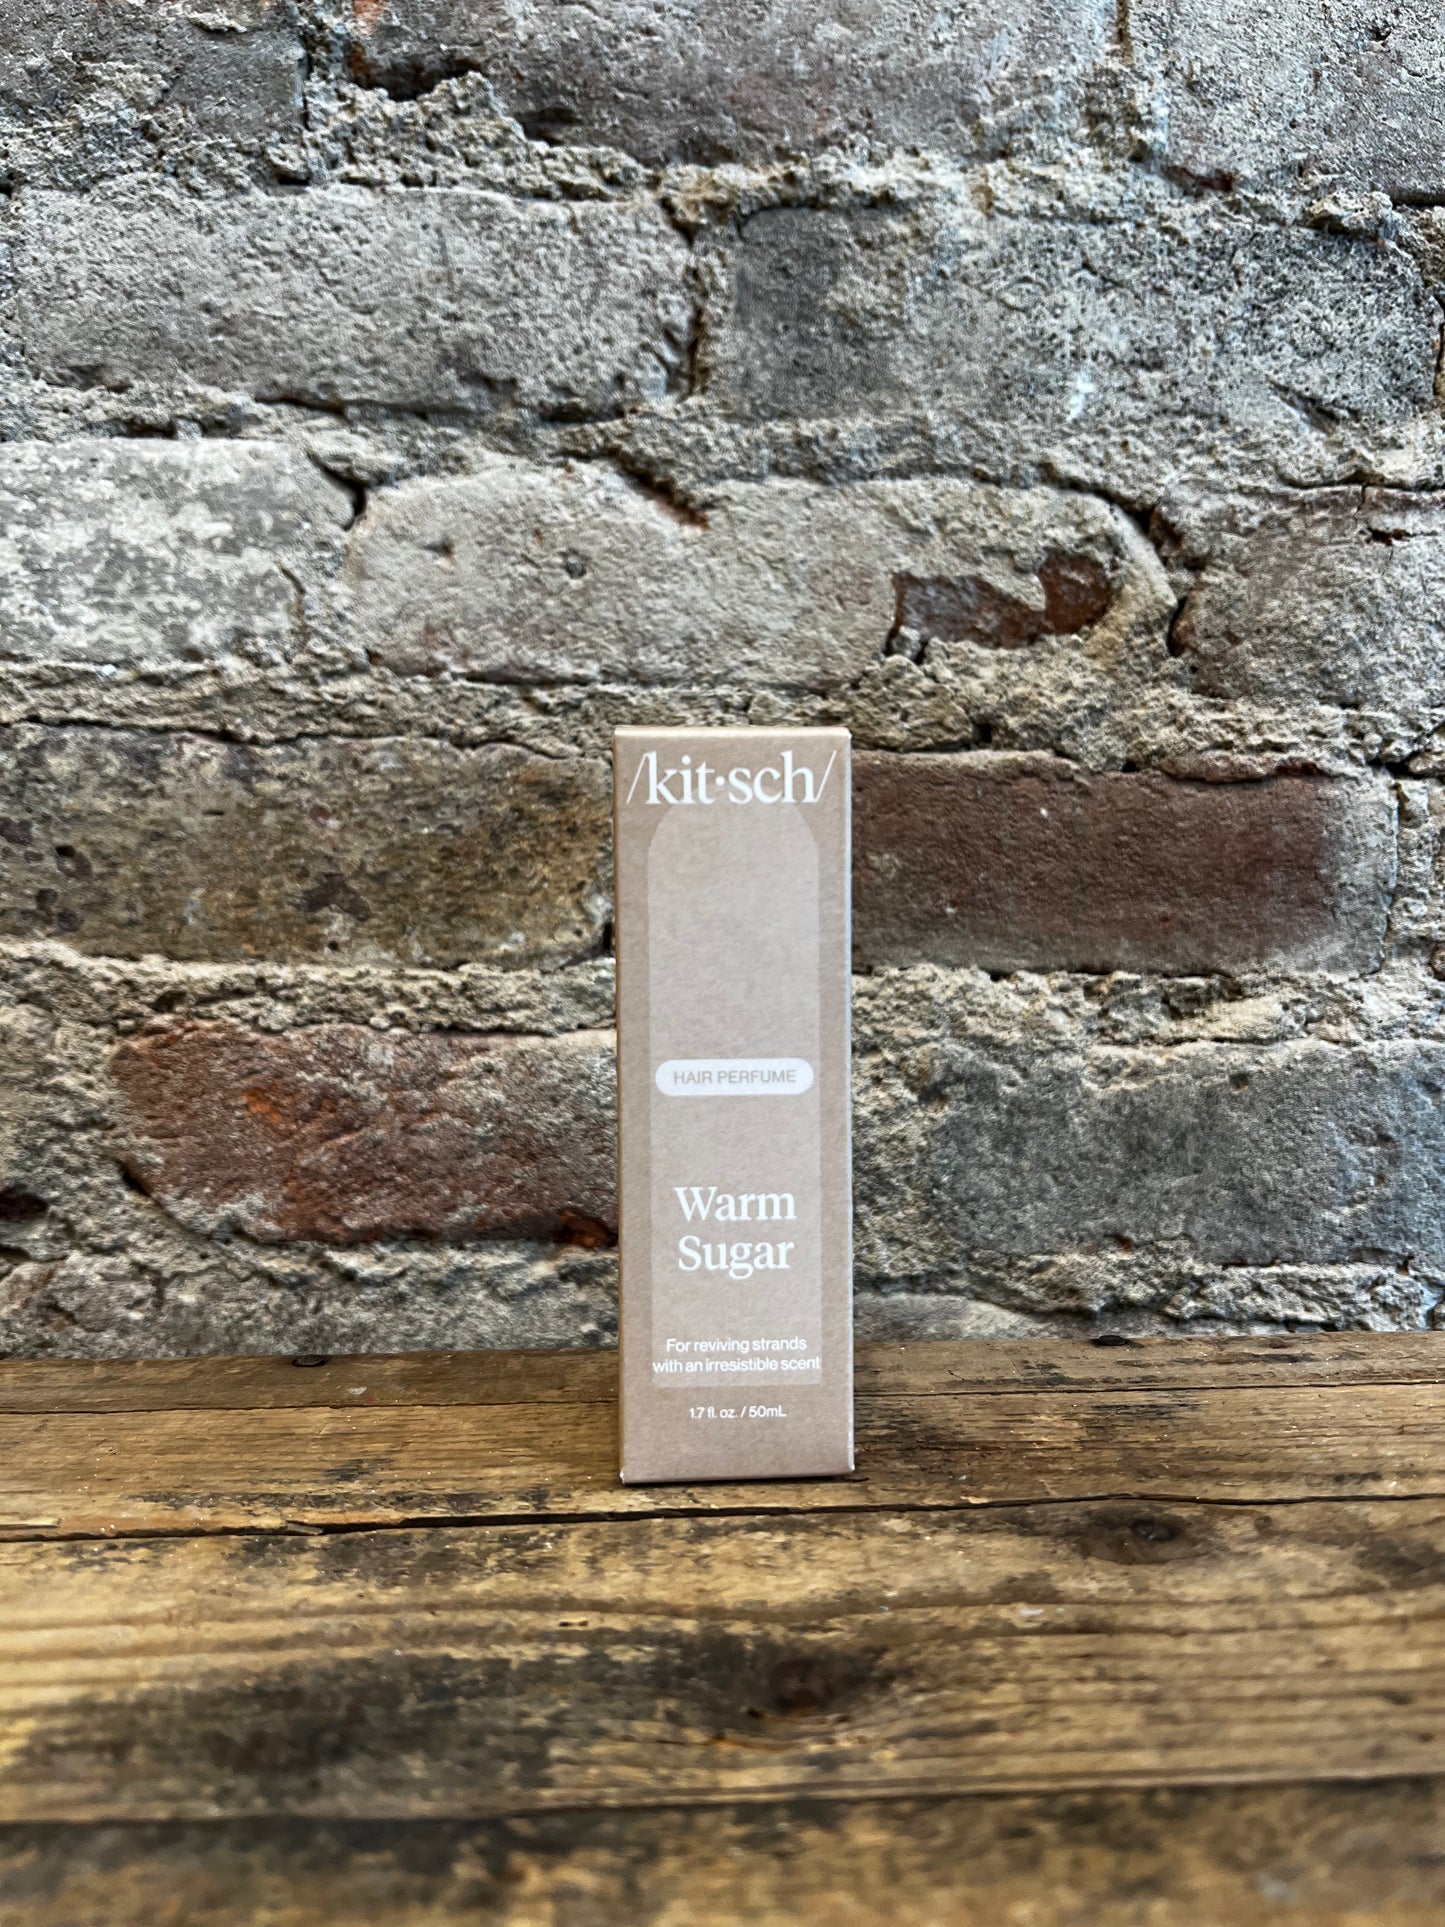 /kit·sch/
HAIR PERFUME
Warm
Sugar
For reviving strands
with an irresistible scent
1.7 fl. oz. / 50mL